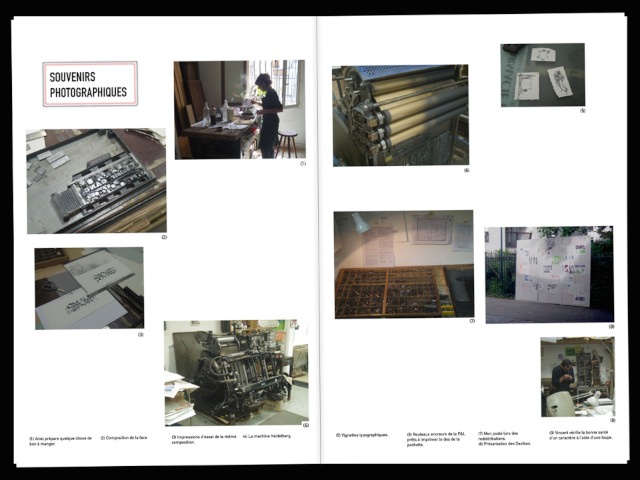 SOUVENIRS
PHOTOGRAPHIQUES
(1)
(2)
(3)
(4)
(5)
(6)
(7)
(8)
(9)
(1) Ariel prépare quelque chose de
bon à manger.
(2) Composition de la face.
(3) Impressions d'essai de la même
composition.
(4) La machine Heidelberg.
(5) Vignettes typographiques.
(6) Rouleaux encreurs de la FAG,
prêts à imprimer le dos de la
pochette.
(7) Mon poste lors des
redistributions.
(8) Présentation des Dazibao.
(9) Vincent vérifie la bonne santé
d'un caractère à l'aide d'une loupe.